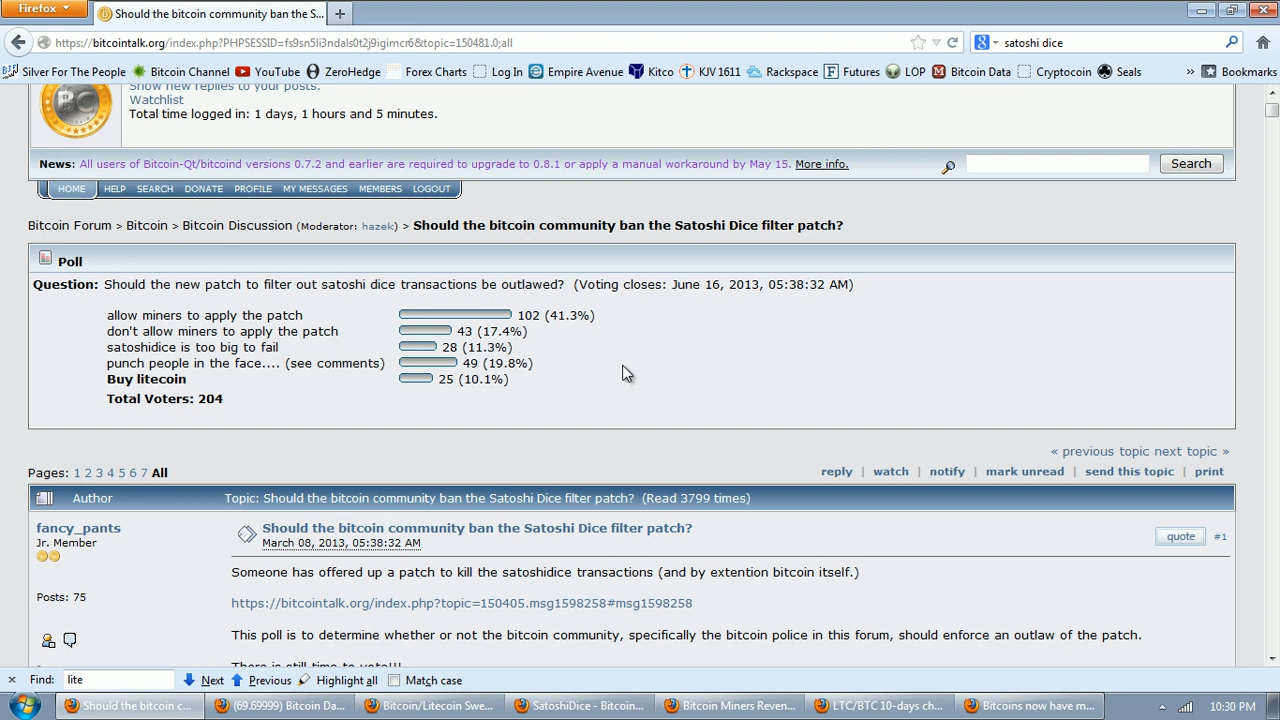 Firefox
Should the bitcoin community ban the S...
https://bitcointalk.org/index.php?PHPSESSID=fs9sn5li3ndals0t2j9igimcr6&topic=150481.0;all
satoshi dice
Silver For The People Bitcoin Channel YouTube ZeroHedge Forex Charts Log In Empire Avenue Kitco KJV 1611 Rackspace Futures LOP Bitcoin Data Cryptocoin Seals » Bookmarks
Show new replies to your posts.
Watchlist
Total time logged in: 1 days, 1 hours and 5 minutes.
News: All users of Bitcoin-Qt/bitcoind versions 0.7.2 and earlier are required to upgrade to 0.8.1 or apply a manual workaround by May 15. More info.
Search
HOME HELP SEARCH DONATE PROFILE MY MESSAGES MEMBERS LOGOUT
Bitcoin Forum > Bitcoin > Bitcoin Discussion (Moderator: hazek) > Should the bitcoin community ban the Satoshi Dice filter patch?
Poll
Question: Should the new patch to filter out satoshi dice transactions be outlawed? (Voting closes: June 16, 2013, 05:38:32 AM)
allow miners to apply the patch 102 (41.3%)
don't allow miners to apply the patch 43 (17.4%)
satoshidice is too big to fail 28 (11.3%)
punch people in the face.... (see comments) 49 (19.8%)
Buy litecoin 25 (10.1%)
Total Voters: 204
« previous topic next topic »
Pages: 1 2 3 4 5 6 7 All
reply | watch | notify | mark unread | send this topic | print
Author Topic: Should the bitcoin community ban the Satoshi Dice filter patch? (Read 3799 times)
fancy_pants
Jr. Member
Posts: 75
Should the bitcoin community ban the Satoshi Dice filter patch?
March 08, 2013, 05:38:32 AM
quote #1
Someone has offered up a patch to kill the satoshidice transactions (and by extention bitcoin itself.)
https://bitcointalk.org/index.php?topic=150405.msg1598258#msg1598258
This poll is to determine whether or not the bitcoin community, specifically the bitcoin police in this forum, should enforce an outlaw of the patch.
There is still time to vote!!!
× Find: lite Next Previous Highlight all Match case
Should the bitcoin c... (69.69999) Bitcoin Da... Bitcoin/Litecoin Swe... SatoshiDice - Bitcoin... Bitcoin Miners Reven... LTC/BTC 10-days ch... Bitcoins now have m... 10:30 PM